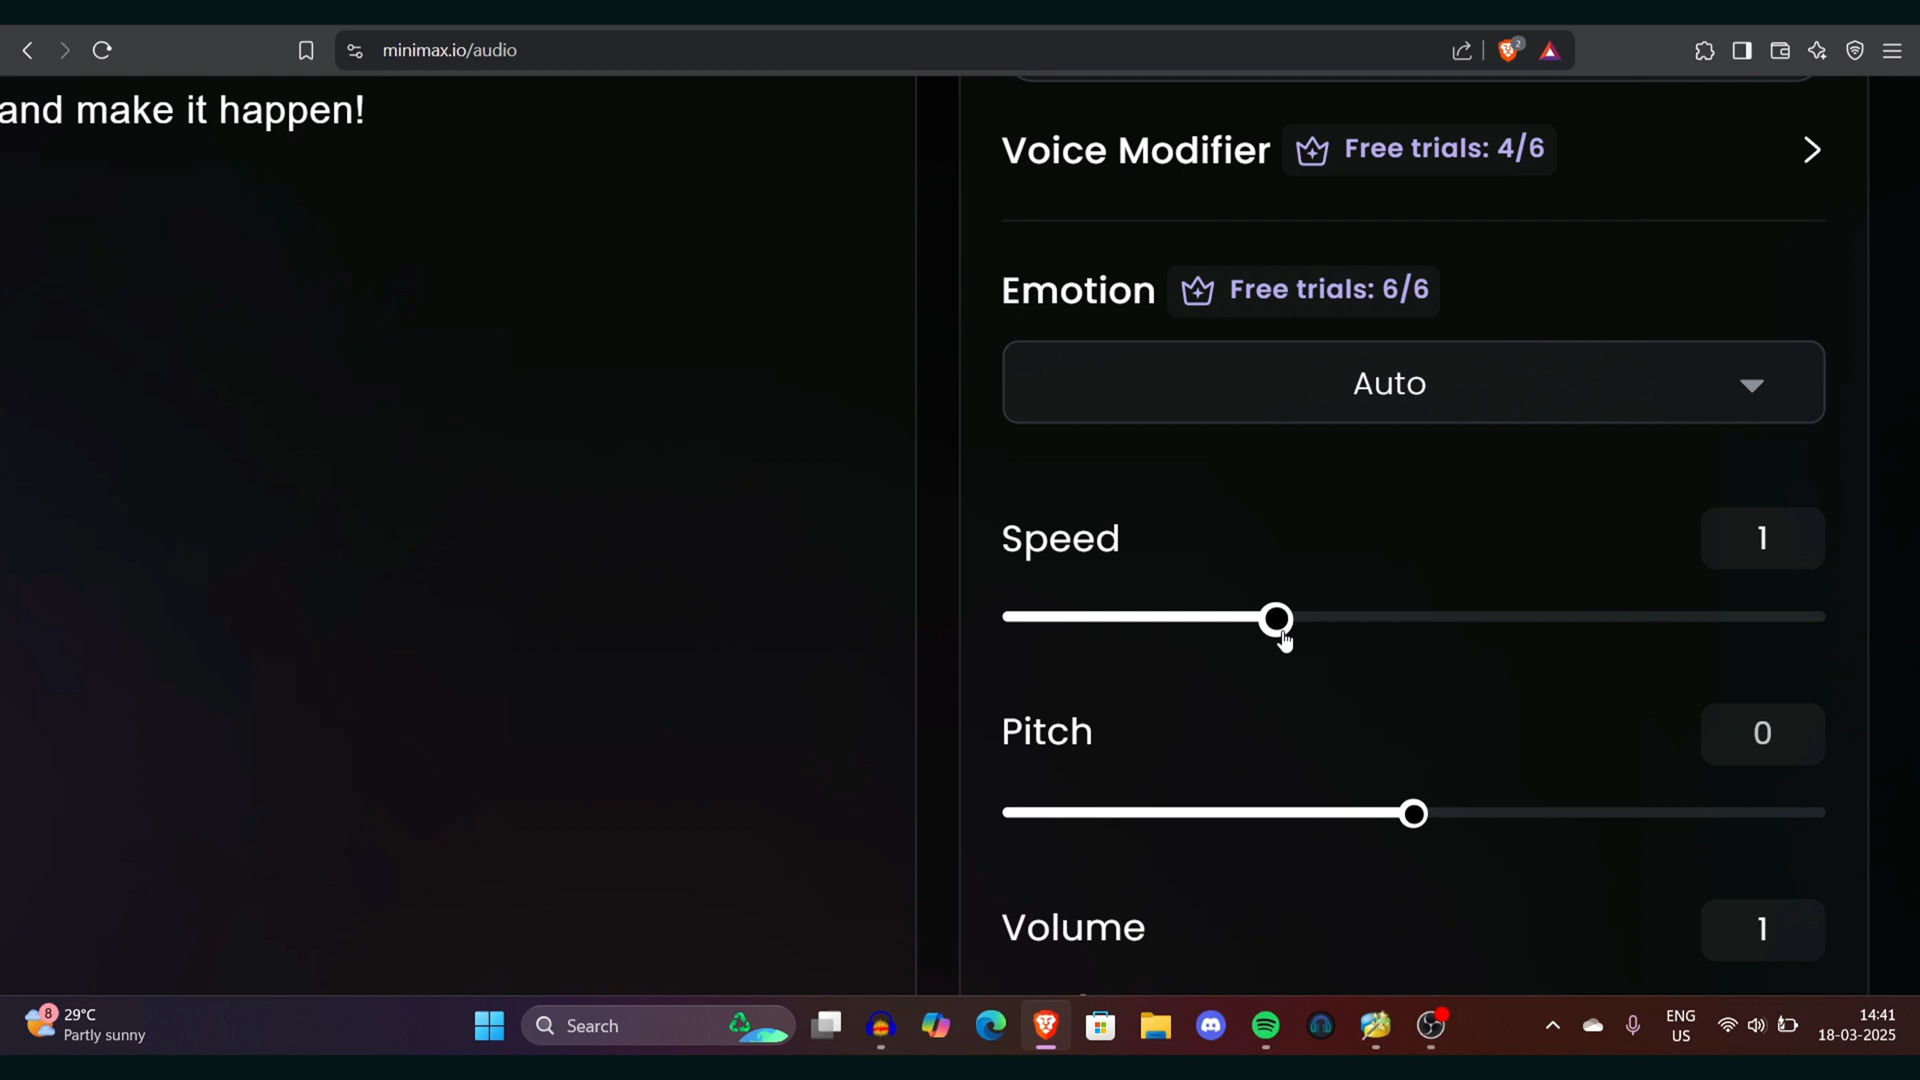 minimax.io/audio
2
and make it happen!
Voice Modifier Free trials: 4/6
Emotion Free trials: 6/6
Auto
Speed 1
Pitch 0
Volume 1
8
29°C
Partly sunny
Search
ENG
US
14:41
18-03-2025